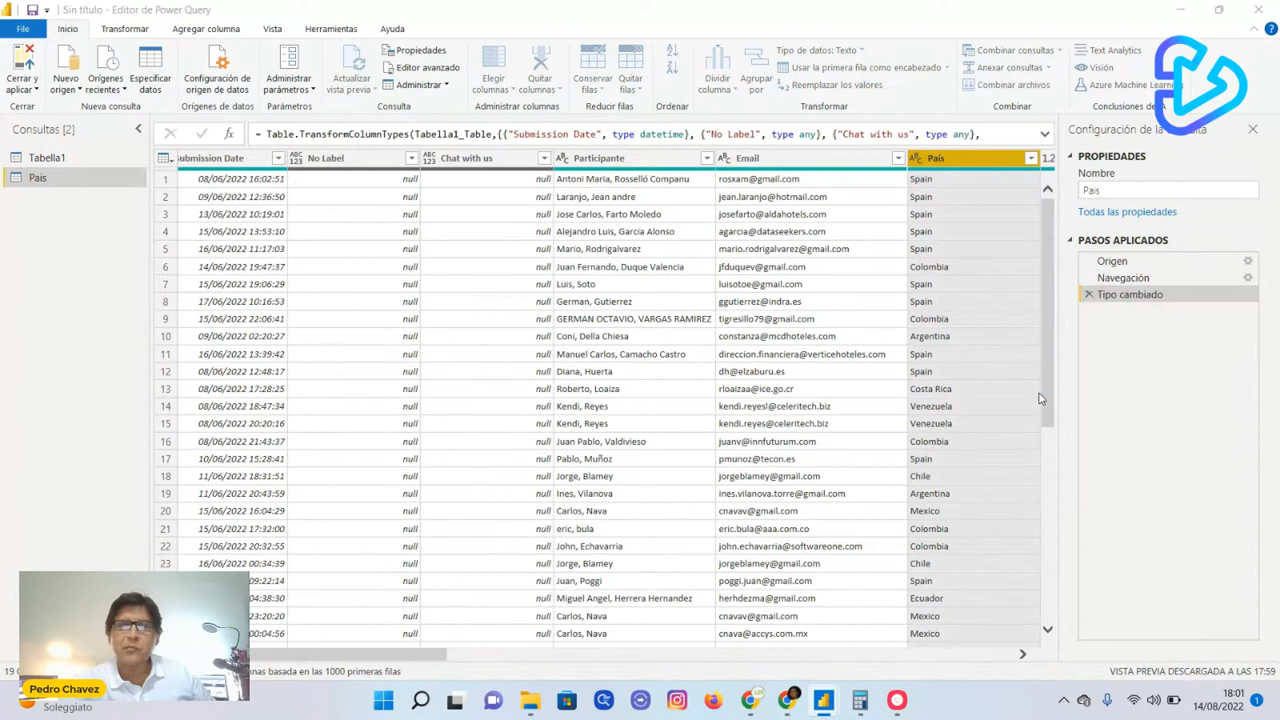 Sin título - Editor de Power Query
File Inicio Transformar Agregar columna Vista Herramientas Ayuda
Cerrar y aplicar
Nuevo origen
Orígenes recientes
Especificar datos
Configuración de origen de datos
Administrar parámetros
Actualizar vista previa
Propiedades
Editor avanzado
Administrar
Elegir columnas
Quitar columnas
Conservar filas
Quitar filas
Dividir columna
Agrupar por
Tipo de datos: Texto
Usar la primera fila como encabezado
Reemplazar los valores
Combinar consultas
Anexar consultas
Combinar archivos
Text Analytics
Visión
Azure Machine
Cerrar Nueva consulta Orígenes de datos Parámetros Consulta Administrar columnas Reducir filas Ordenar Transformar Combinar
Consultas [2]
Tabella1
Pais
fx = Table.TransformColumnTypes(Tabella1_Table,{{"Submission Date", type datetime}, {"No Label", type any}, {"Chat with us", type any},
Submission Date ABC 123 No Label ABC 123 Chat with us Participante Email País 1.2
1 08/06/2022 16:02:51 null null Antoni Maria, Rosselló Companu rosxam@gmail.com Spain
2 09/06/2022 12:36:50 null null Laranjo, Jean andre jean.laranjo@hotmail.com Spain
3 13/06/2022 10:19:01 null null Jose Carlos, Farto Moledo josefarto@aldahotels.com Spain
4 15/06/2022 13:53:10 null null Alejandro Luis, Garcia Alonso agarcia@dataseekers.com Spain
5 16/06/2022 11:17:03 null null Mario, Rodrigalvarez mario.rodrigalvarez@gmail.com Spain
6 14/06/2022 19:47:37 null null Juan Fernando, Duque Valencia jfduquev@gmail.com Colombia
7 15/06/2022 19:06:29 null null Luis, Soto luisotoe@gmail.com Spain
8 17/06/2022 10:16:53 null null German, Gutierrez ggutierrez@indra.es Spain
9 15/06/2022 22:06:41 null null GERMAN OCTAVIO, VARGAS RAMIREZ tigresillo79@gmail.com Colombia
10 09/06/2022 02:20:27 null null Coni, Della Chiesa constanza@mcdhoteles.com Argentina
11 16/06/2022 13:39:42 null null Manuel Carlos, Camacho Castro direccion.financiera@verticehoteles.com Spain
12 08/06/2022 12:48:17 null null Diana, Huerta dh@elzaburu.es Spain
13 08/06/2022 17:28:25 null null Roberto, Loaiza rloaizaa@ice.go.cr Costa Rica
14 08/06/2022 18:47:34 null null Kendi, Reyes kendi.reyesl@celeritech.biz Venezuela
15 08/06/2022 20:20:16 null null Kendi, Reyes kendi.reyes@celeritech.biz Venezuela
16 08/06/2022 21:43:37 null null Juan Pablo, Valdivieso juanv@innfuturum.com Colombia
17 10/06/2022 15:28:41 null null Pablo, Muñoz pmunoz@tecon.es Spain
18 11/06/2022 18:31:51 null null Jorge, Blamey jorgeblamey@gmail.com Chile
19 11/06/2022 20:43:59 null null Ines, Vilanova ines.vilanova.torre@gmail.com Argentina
20 15/06/2022 16:04:29 null null Carlos, Nava cnavav@gmail.com Mexico
21 15/06/2022 17:32:00 null null eric, bula eric.bula@aaa.com.co Colombia
22 15/06/2022 20:32:55 null null John, Echavarria john.echavarria@softwareone.com Colombia
23 16/06/2022 00:34:39 null null Jorge, Blamey jorgeblamey@gmail.com Chile
09:22:14 null null Juan, Poggi poggi.juan@gmail.com Spain
04:38:30 null null Miguel Angel, Herrera Hernandez herhdezma@gmail.com Ecuador
23:20:20 null null Carlos, Nava cnavav@gmail.com Mexico
00:04:56 null null Carlos, Nava cnava@accys.com.mx Mexico
Configuración de la
PROPIEDADES
Nombre
Pais
Todas las propiedades
PASOS APLICADOS
Origen
Navegación
Tipo cambiado
basada en las 1000 primeras filas
VISTA PREVIA DESCARGADA A LAS 17:59
Pedro Chavez
Soleggiato
18:01
14/08/2022
1